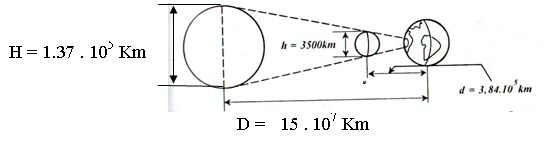 h = 3500km
H = 1.37 . 10⁵ Km
d = 3,84.10⁵ km
D = 15 . 10⁷ Km